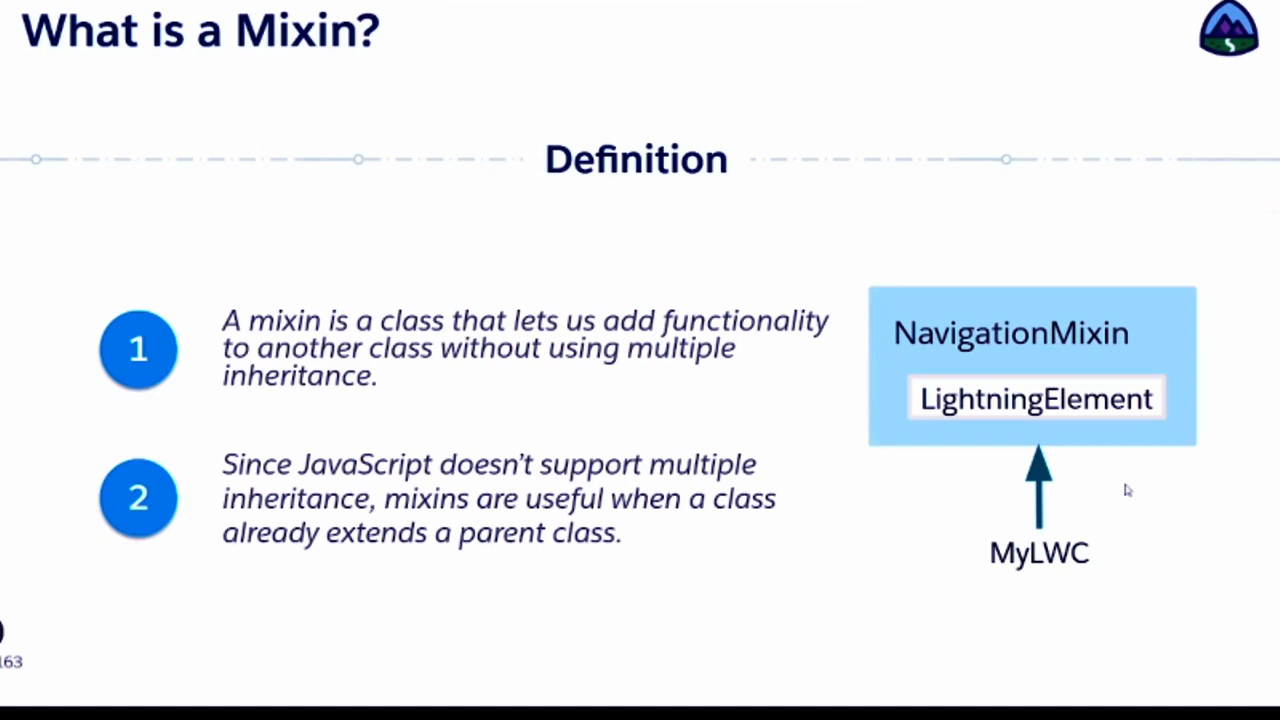 What is a Mixin?
Definition
1
A mixin is a class that lets us add functionality
to another class without using multiple
inheritance.
2
Since JavaScript doesn't support multiple
inheritance, mixins are useful when a class
already extends a parent class.
NavigationMixin
LightningElement
MyLWC
163